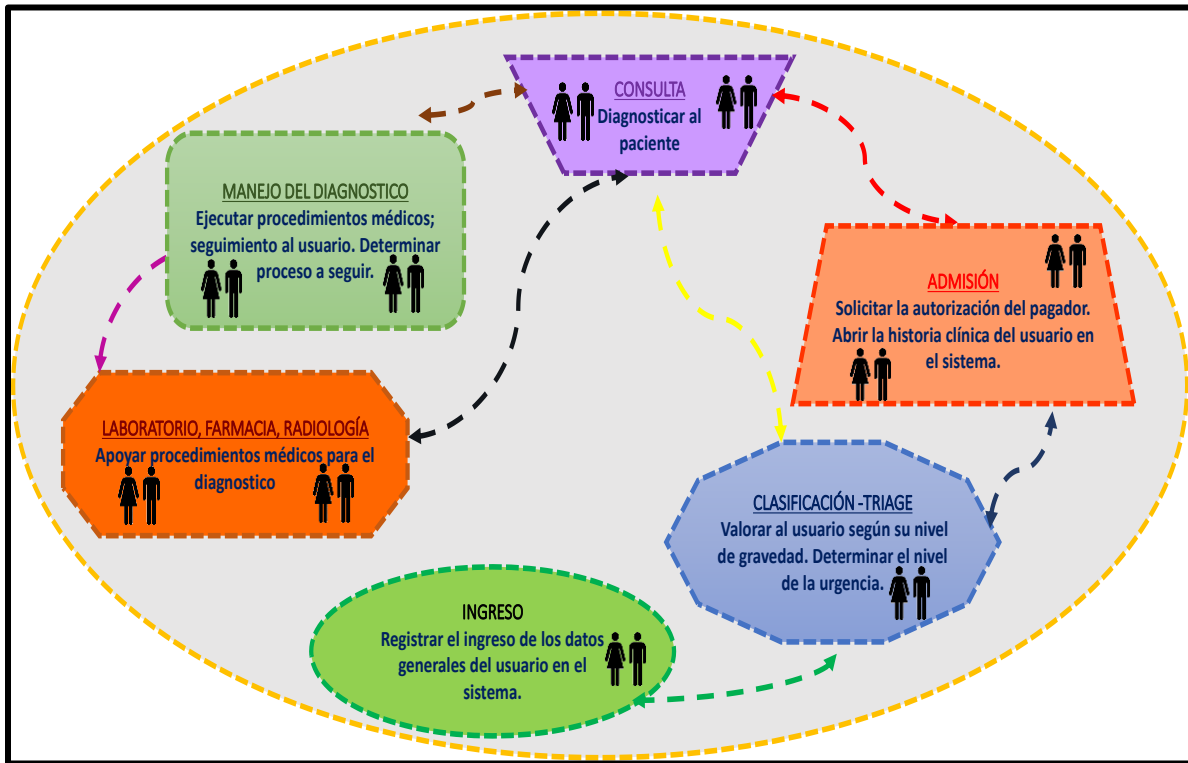 CONSULTA
Diagnosticar al
paciente
MANEJO DEL DIAGNOSTICO
Ejecutar procedimientos médicos;
seguimiento al usuario. Determinar
proceso a seguir.
ADMISIÓN
Solicitar la autorización del pagador.
Abrir la historia clínica del usuario en
el sistema.
LABORATORIO, FARMACIA, RADIOLOGÍA
Apoyar procedimientos médicos para el
diagnostico
CLASIFICACIÓN -TRIAGE
Valorar al usuario según su nivel
de gravedad. Determinar el nivel
de la urgencia.
INGRESO
Registrar el ingreso de los datos
generales del usuario en el
sistema.